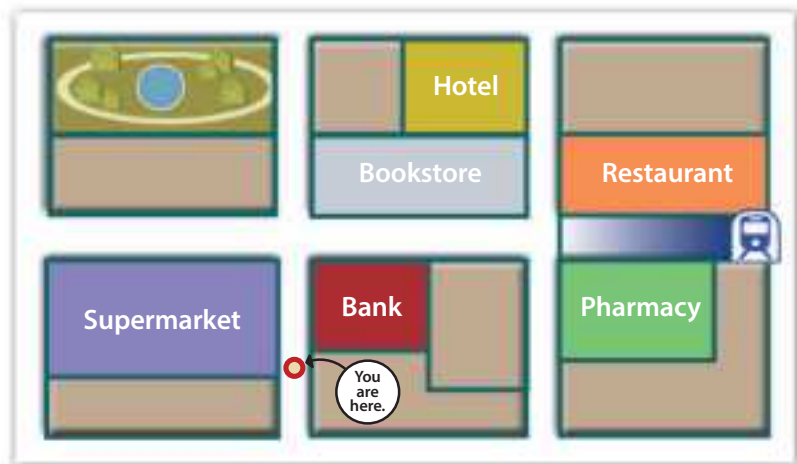 Hotel
Bookstore
Restaurant
Supermarket
Bank
Pharmacy
You
are
here.